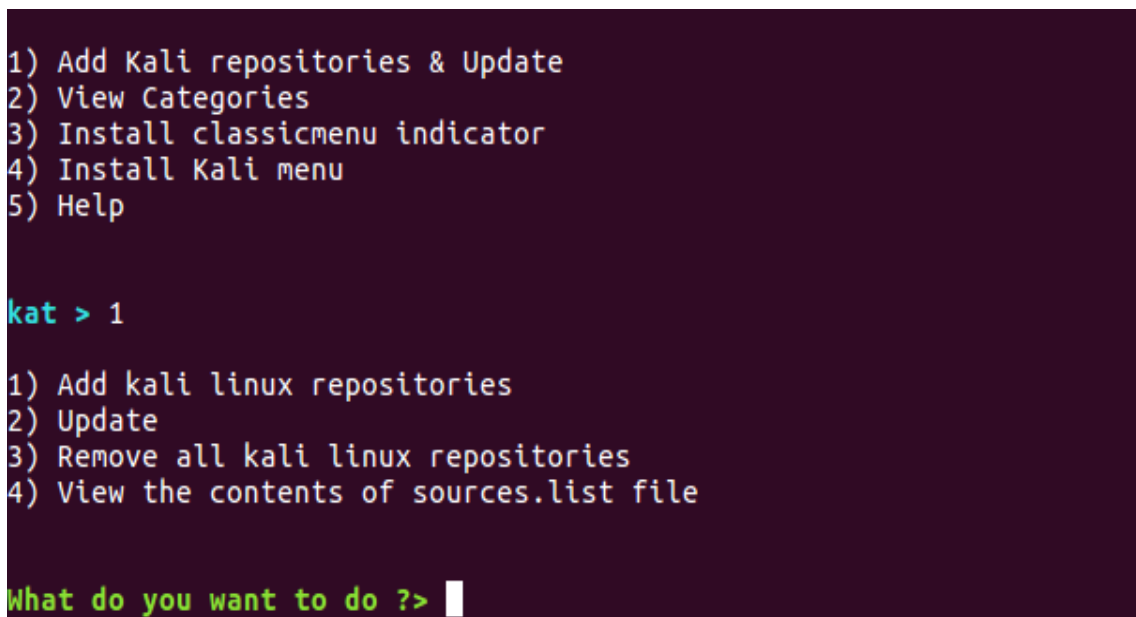 1) Add Kali repositories & Update
2) View Categories
3) Install classicmenu indicator
4) Install Kali menu
5) Help
kat > 1
1) Add kali linux repositories
2) Update
3) Remove all kali linux repositories
4) View the contents of sources.list file
What do you want to do ?>